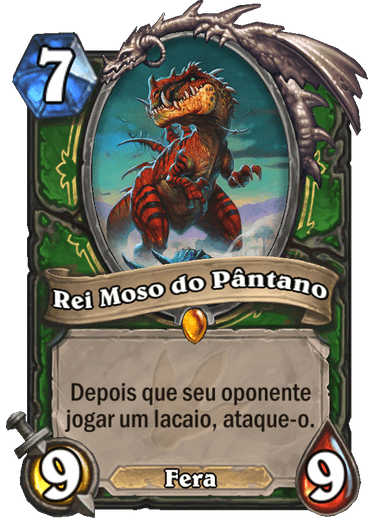 7
Rei Moso do Pântano
Depois que seu oponente
jogar um lacaio, ataque-o.
9
Fera
9